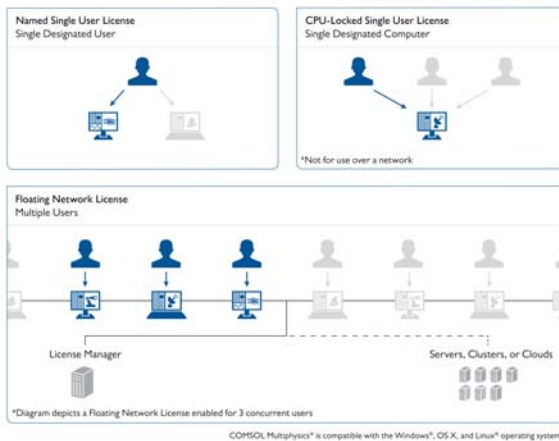 Named Single User License
Single Designated User
CPU-Locked Single User License
Single Designated Computer
*Not for use over a network
Floating Network License
Multiple Users
License Manager
Servers, Clusters, or Clouds
*Diagram depicts a Floating Network License enabled for 3 concurrent users
COMSOL Multiphysics® is compatible with the Windows®, OS X, and Linux® operating system